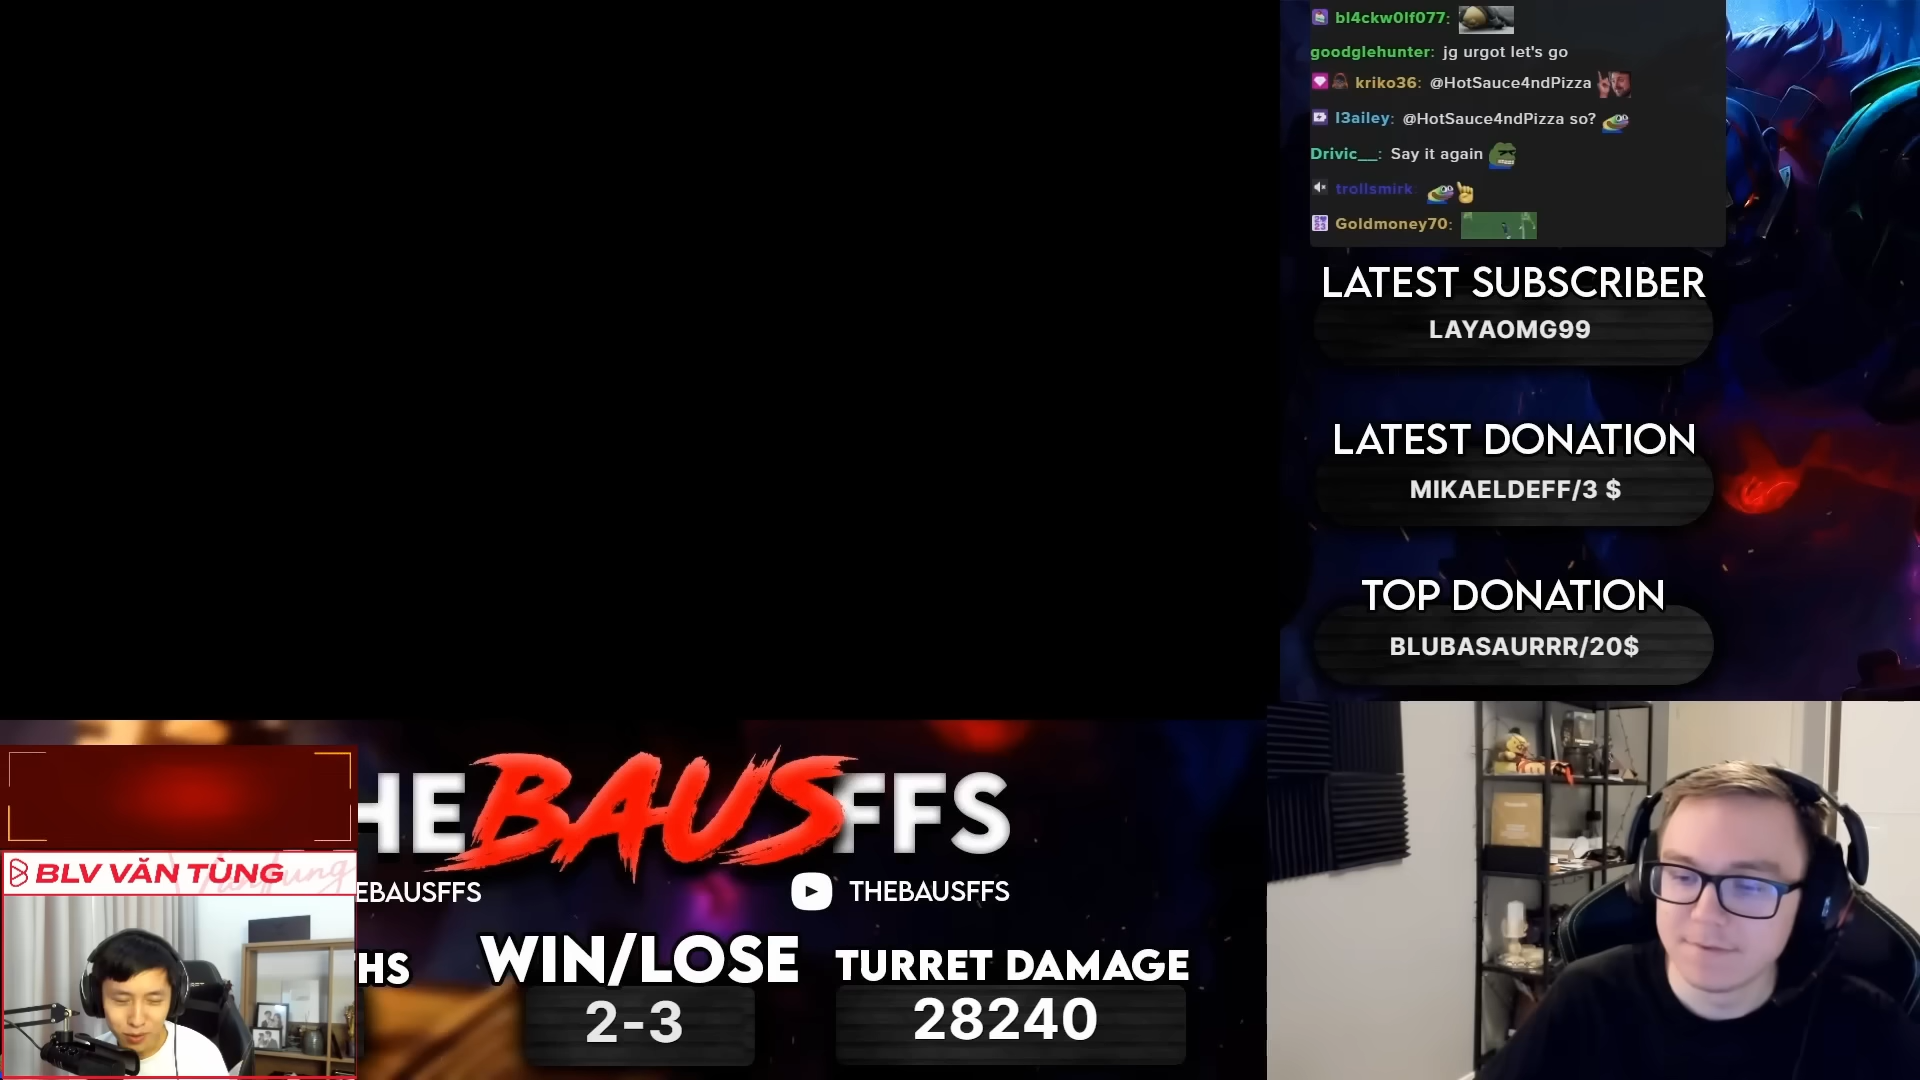 bl4ckw0lf077:
goodglehunter: jg urgot let's go
kriko36: @HotSauce4ndPizza
l3ailey: @HotSauce4ndPizza so?
Drivic__: Say it again
trollsmirk:
Goldmoney70:
LATEST SUBSCRIBER
LAYAOMG99
LATEST DONATION
MIKAELDEFF/3 $
TOP DONATION
BLUBASAURRR/20$
HEBAUSFFS
EBAUSFFS
THEBAUSFFS
BLV VĂN TÙNG
THS
WIN/LOSE
2-3
TURRET DAMAGE
28240